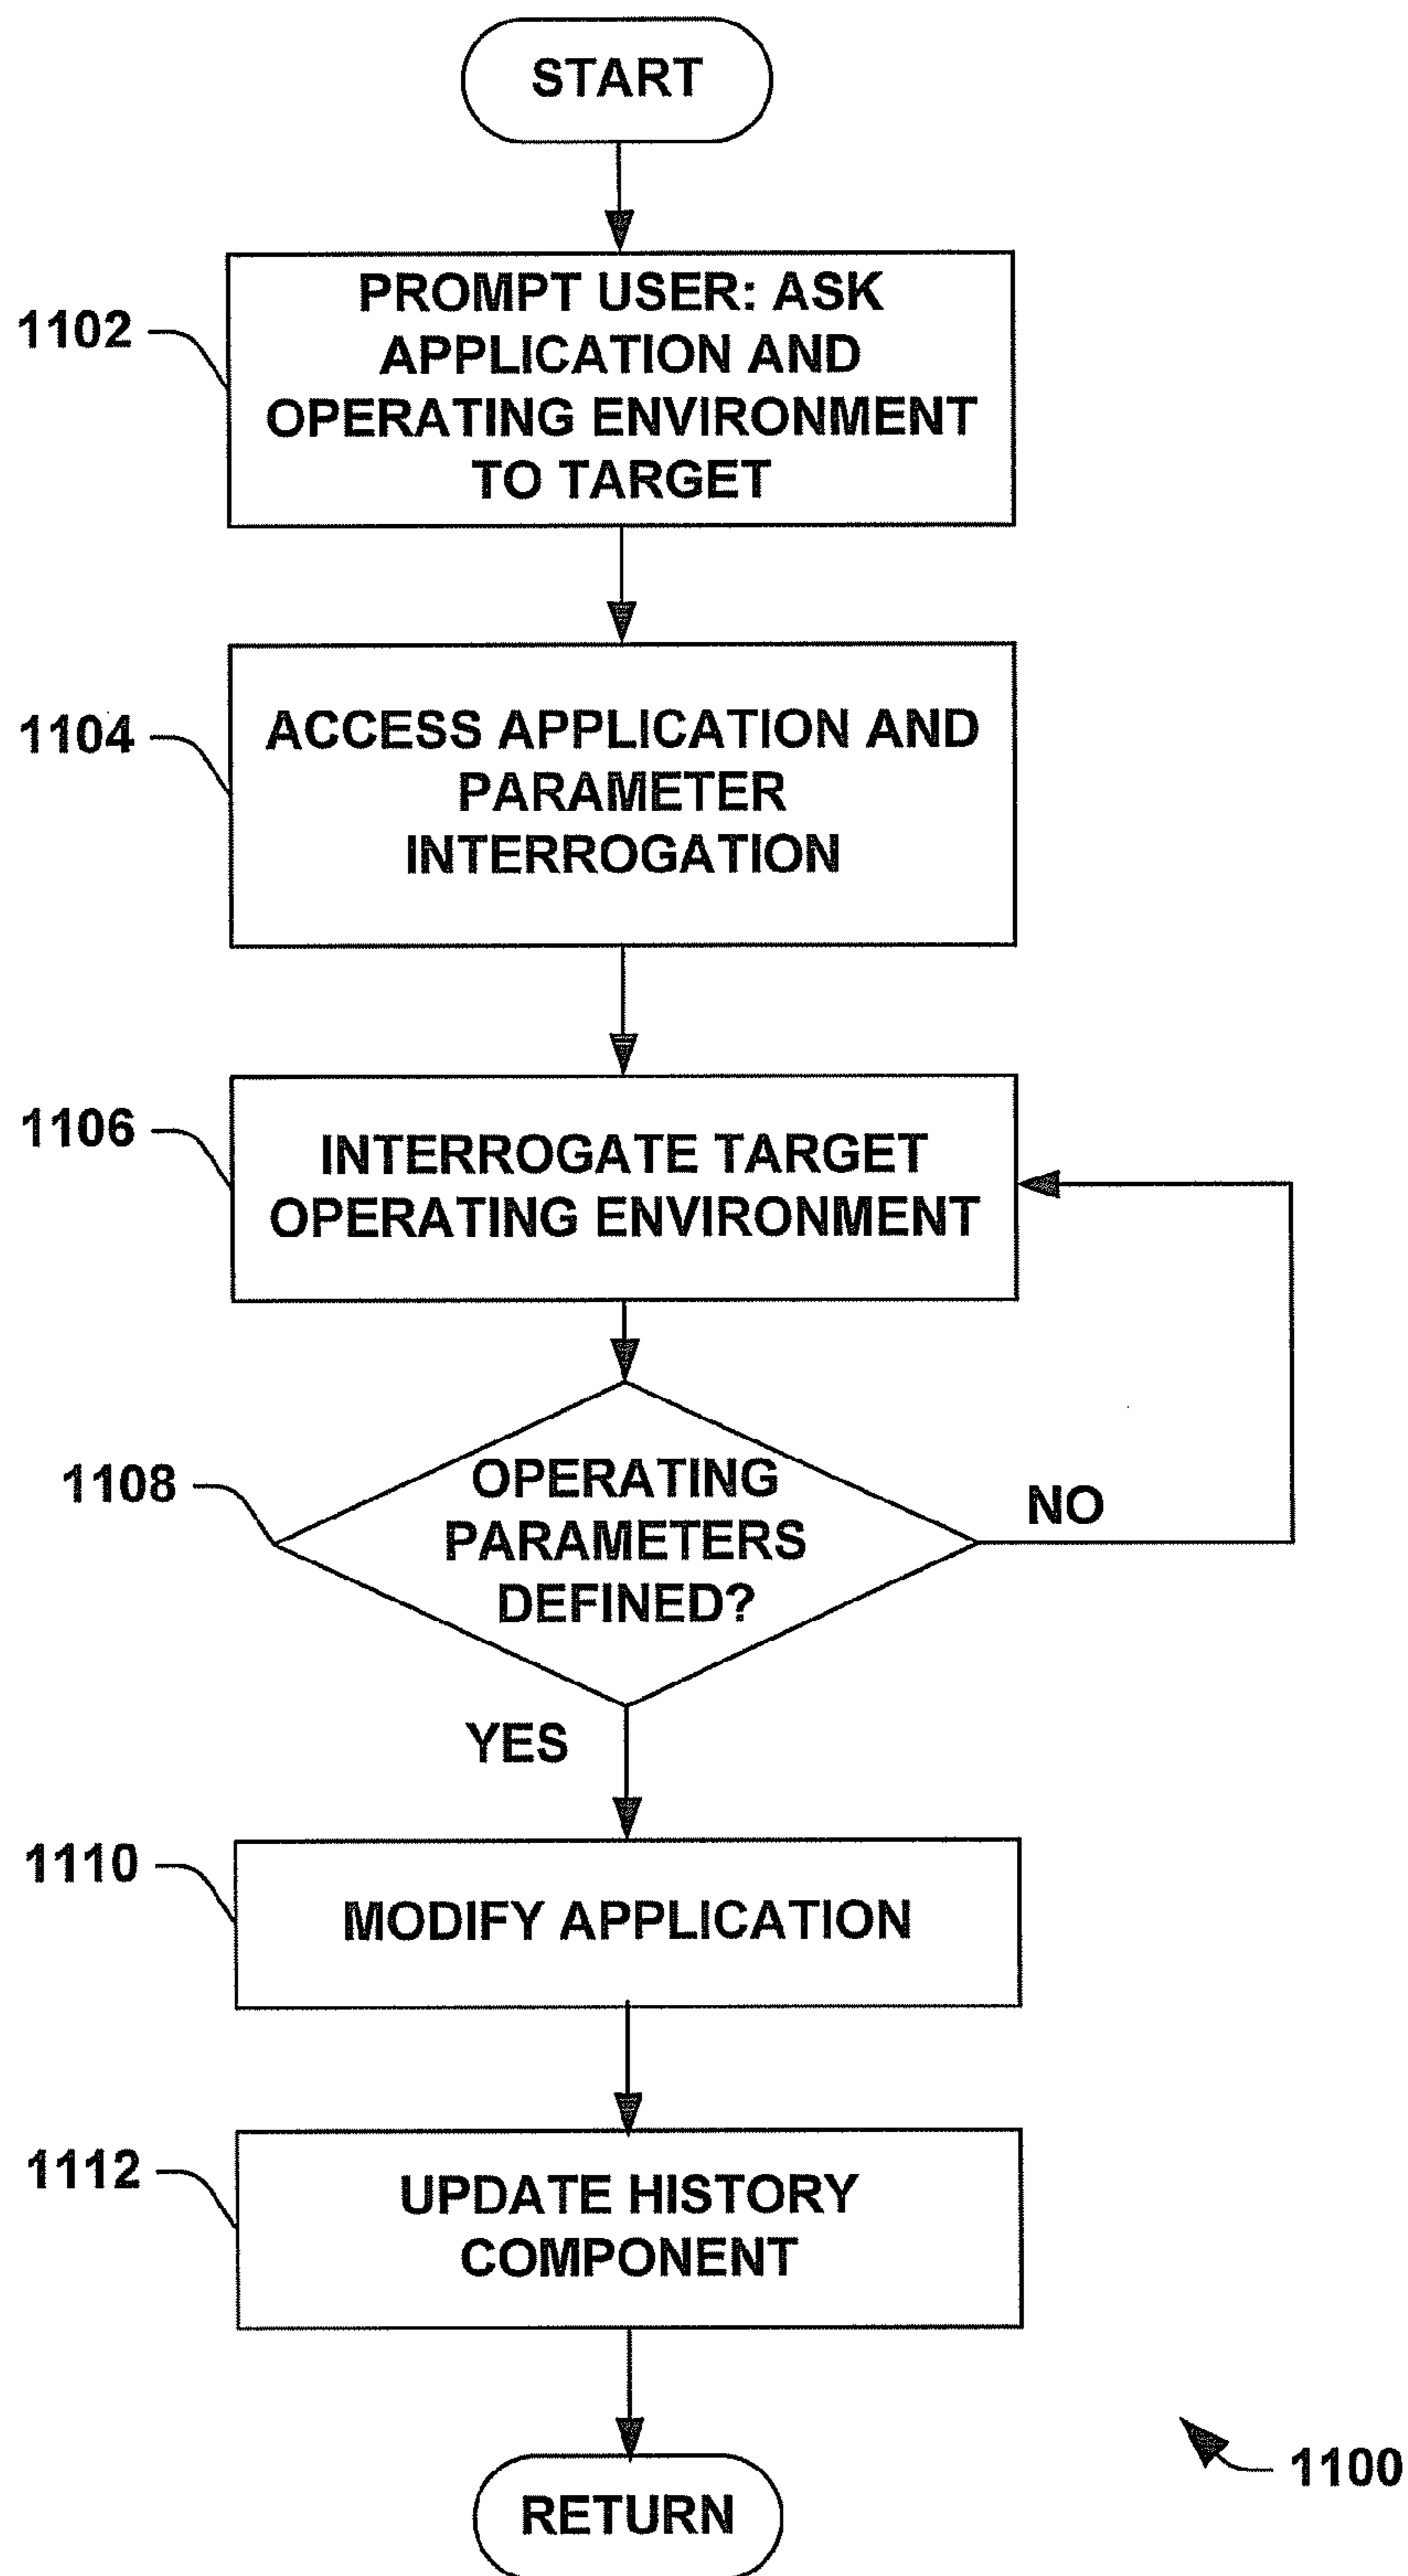 START
1102
PROMPT USER: ASK
APPLICATION AND
OPERATING ENVIRONMENT
TO TARGET
1104
ACCESS APPLICATION AND
PARAMETER
INTERROGATION
1106
INTERROGATE TARGET
OPERATING ENVIRONMENT
1108
OPERATING
PARAMETERS
DEFINED?
NO
YES
1110
MODIFY APPLICATION
1112
UPDATE HISTORY
COMPONENT
1100
RETURN